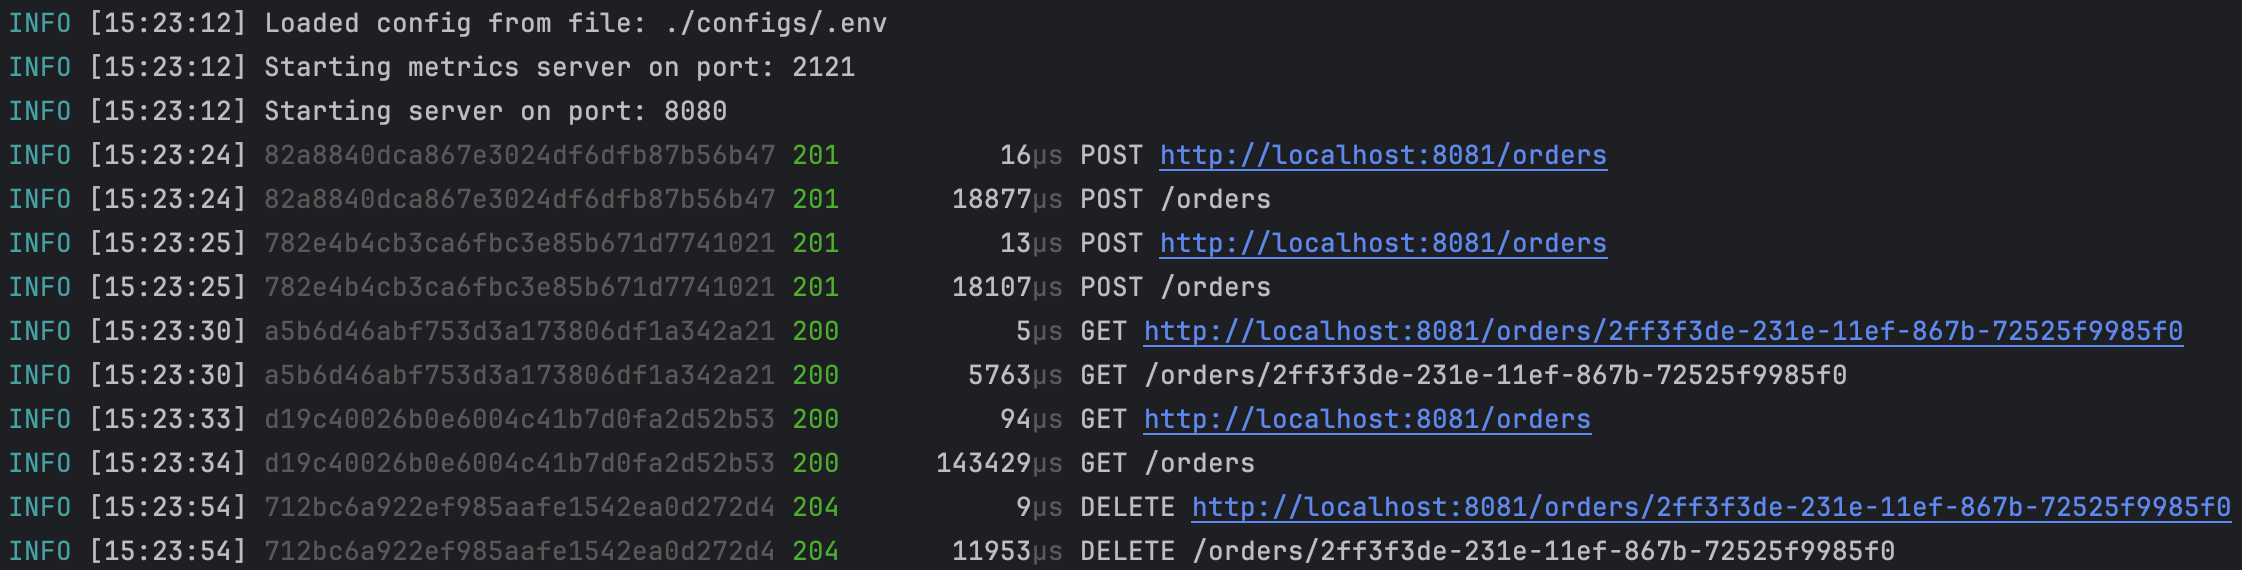 INFO [15:23:12] Loaded config from file: ./configs/.env
INFO [15:23:12] Starting metrics server on port: 2121
INFO [15:23:12] Starting server on port: 8080
INFO [15:23:24] 82a8840dca867e3024df6dfb87b56b47 201 16µs POST http://localhost:8081/orders
INFO [15:23:24] 82a8840dca867e3024df6dfb87b56b47 201 18877µs POST /orders
INFO [15:23:25] 782e4b4cb3ca6fbc3e85b671d7741021 201 13µs POST http://localhost:8081/orders
INFO [15:23:25] 782e4b4cb3ca6fbc3e85b671d7741021 201 18107µs POST /orders
INFO [15:23:30] a5b6d46abf753d3a173806df1a342a21 200 5µs GET http://localhost:8081/orders/2ff3f3de-231e-11ef-867b-72525f9985f0
INFO [15:23:30] a5b6d46abf753d3a173806df1a342a21 200 5763µs GET /orders/2ff3f3de-231e-11ef-867b-72525f9985f0
INFO [15:23:33] d19c40026b0e6004c41b7d0fa2d52b53 200 94µs GET http://localhost:8081/orders
INFO [15:23:34] d19c40026b0e6004c41b7d0fa2d52b53 200 143429µs GET /orders
INFO [15:23:54] 712bc6a922ef985aafe1542ea0d272d4 204 9µs DELETE http://localhost:8081/orders/2ff3f3de-231e-11ef-867b-72525f9985f0
INFO [15:23:54] 712bc6a922ef985aafe1542ea0d272d4 204 11953µs DELETE /orders/2ff3f3de-231e-11ef-867b-72525f9985f0